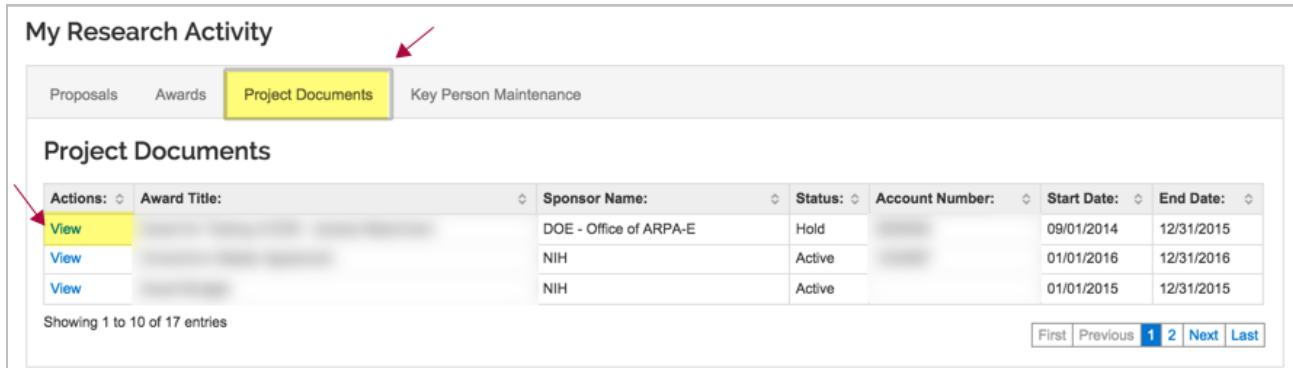 My Research Activity
Proposals Awards Project Documents Key Person Maintenance
Project Documents
Actions: Award Title: Sponsor Name: Status: Account Number: Start Date: End Date:
View DOE - Office of ARPA-E Hold 09/01/2014 12/31/2015
View NIH Active 01/01/2016 12/31/2016
View NIH Active 01/01/2015 12/31/2015
Showing 1 to 10 of 17 entries
First Previous 1 2 Next Last